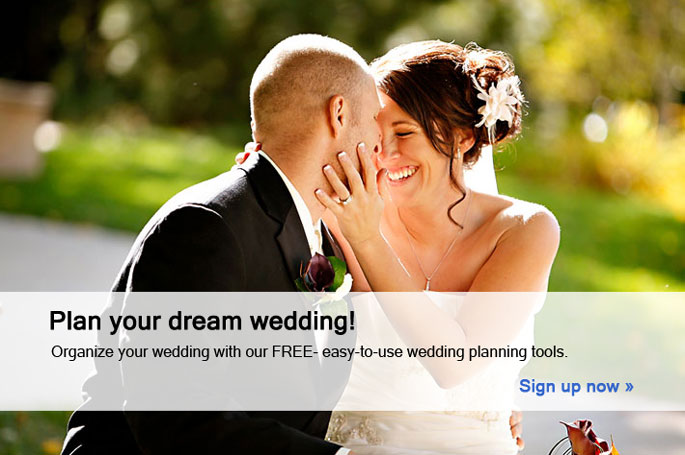 Plan your dream wedding!
Organize your wedding with our FREE- easy-to-use wedding planning tools.
Sign up now »